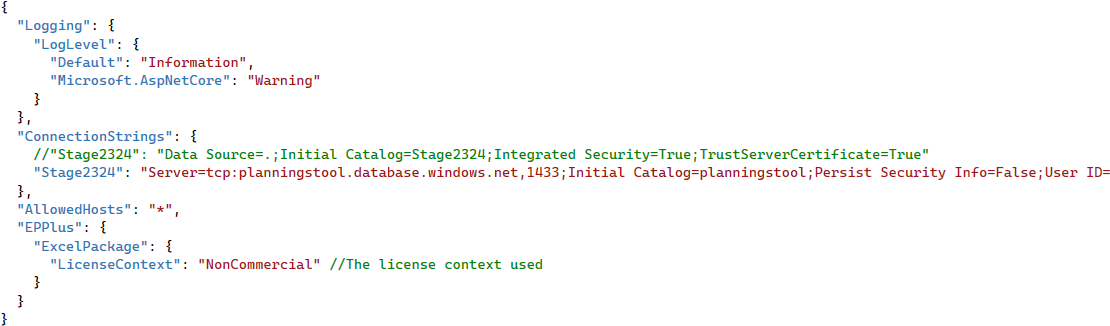 {
  "Logging": {
    "LogLevel": {
      "Default": "Information",
      "Microsoft.AspNetCore": "Warning"
    }
  },
  "ConnectionStrings": {
    //"Stage2324": "Data Source=.;Initial Catalog=Stage2324;Integrated Security=True;TrustServerCertificate=True"
    "Stage2324": "Server=tcp:planningstool.database.windows.net,1433;Initial Catalog=planningstool;Persist Security Info=False;User ID=
  },
  "AllowedHosts": "*",
  "EPPlus": {
    "ExcelPackage": {
      "LicenseContext": "NonCommercial" //The license context used
    }
  }
}